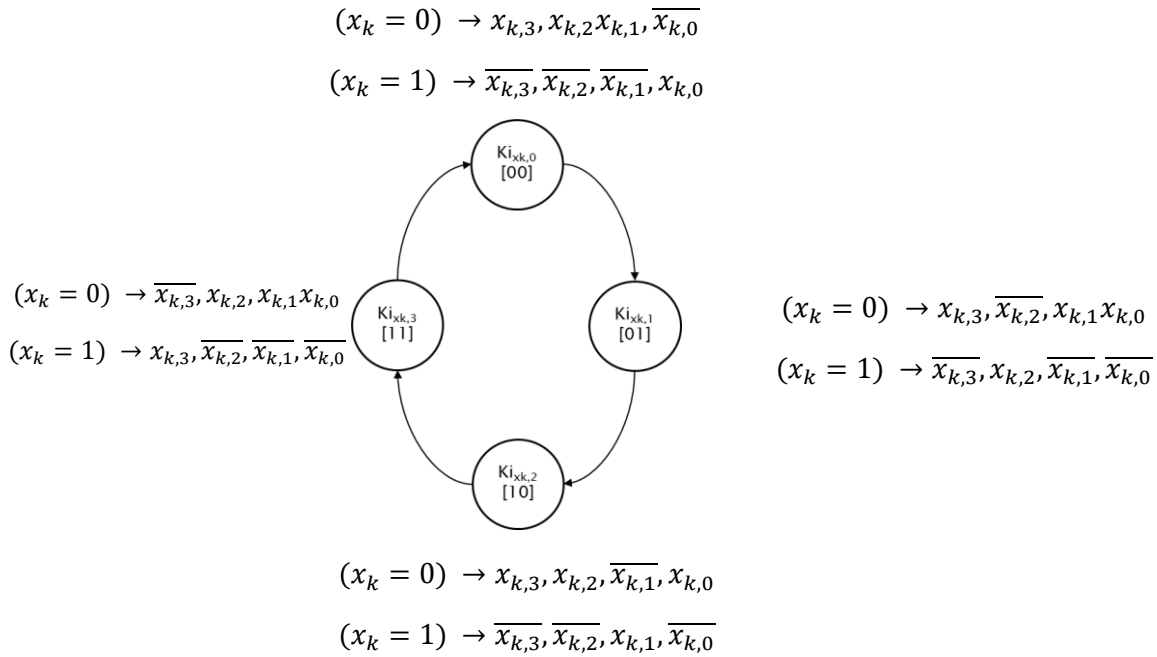 (x_k = 0) → x_{k,3}, x_{k,2}x_{k,1}, \overline{x_{k,0}}
(x_k = 1) → \overline{x_{k,3}}, \overline{x_{k,2}}, \overline{x_{k,1}}, x_{k,0}
Ki_{xk,0}
[00]
(x_k = 0) → \overline{x_{k,3}}, x_{k,2}, x_{k,1}x_{k,0}
(x_k = 1) → x_{k,3}, \overline{x_{k,2}}, \overline{x_{k,1}}, \overline{x_{k,0}}
Ki_{xk,3}
[11]
Ki_{xk,1}
[01]
(x_k = 0) → x_{k,3}, \overline{x_{k,2}}, x_{k,1}x_{k,0}
(x_k = 1) → \overline{x_{k,3}}, x_{k,2}, \overline{x_{k,1}}, \overline{x_{k,0}}
Ki_{xk,2}
[10]
(x_k = 0) → x_{k,3}, x_{k,2}, \overline{x_{k,1}}, x_{k,0}
(x_k = 1) → \overline{x_{k,3}}, \overline{x_{k,2}}, x_{k,1}, \overline{x_{k,0}}